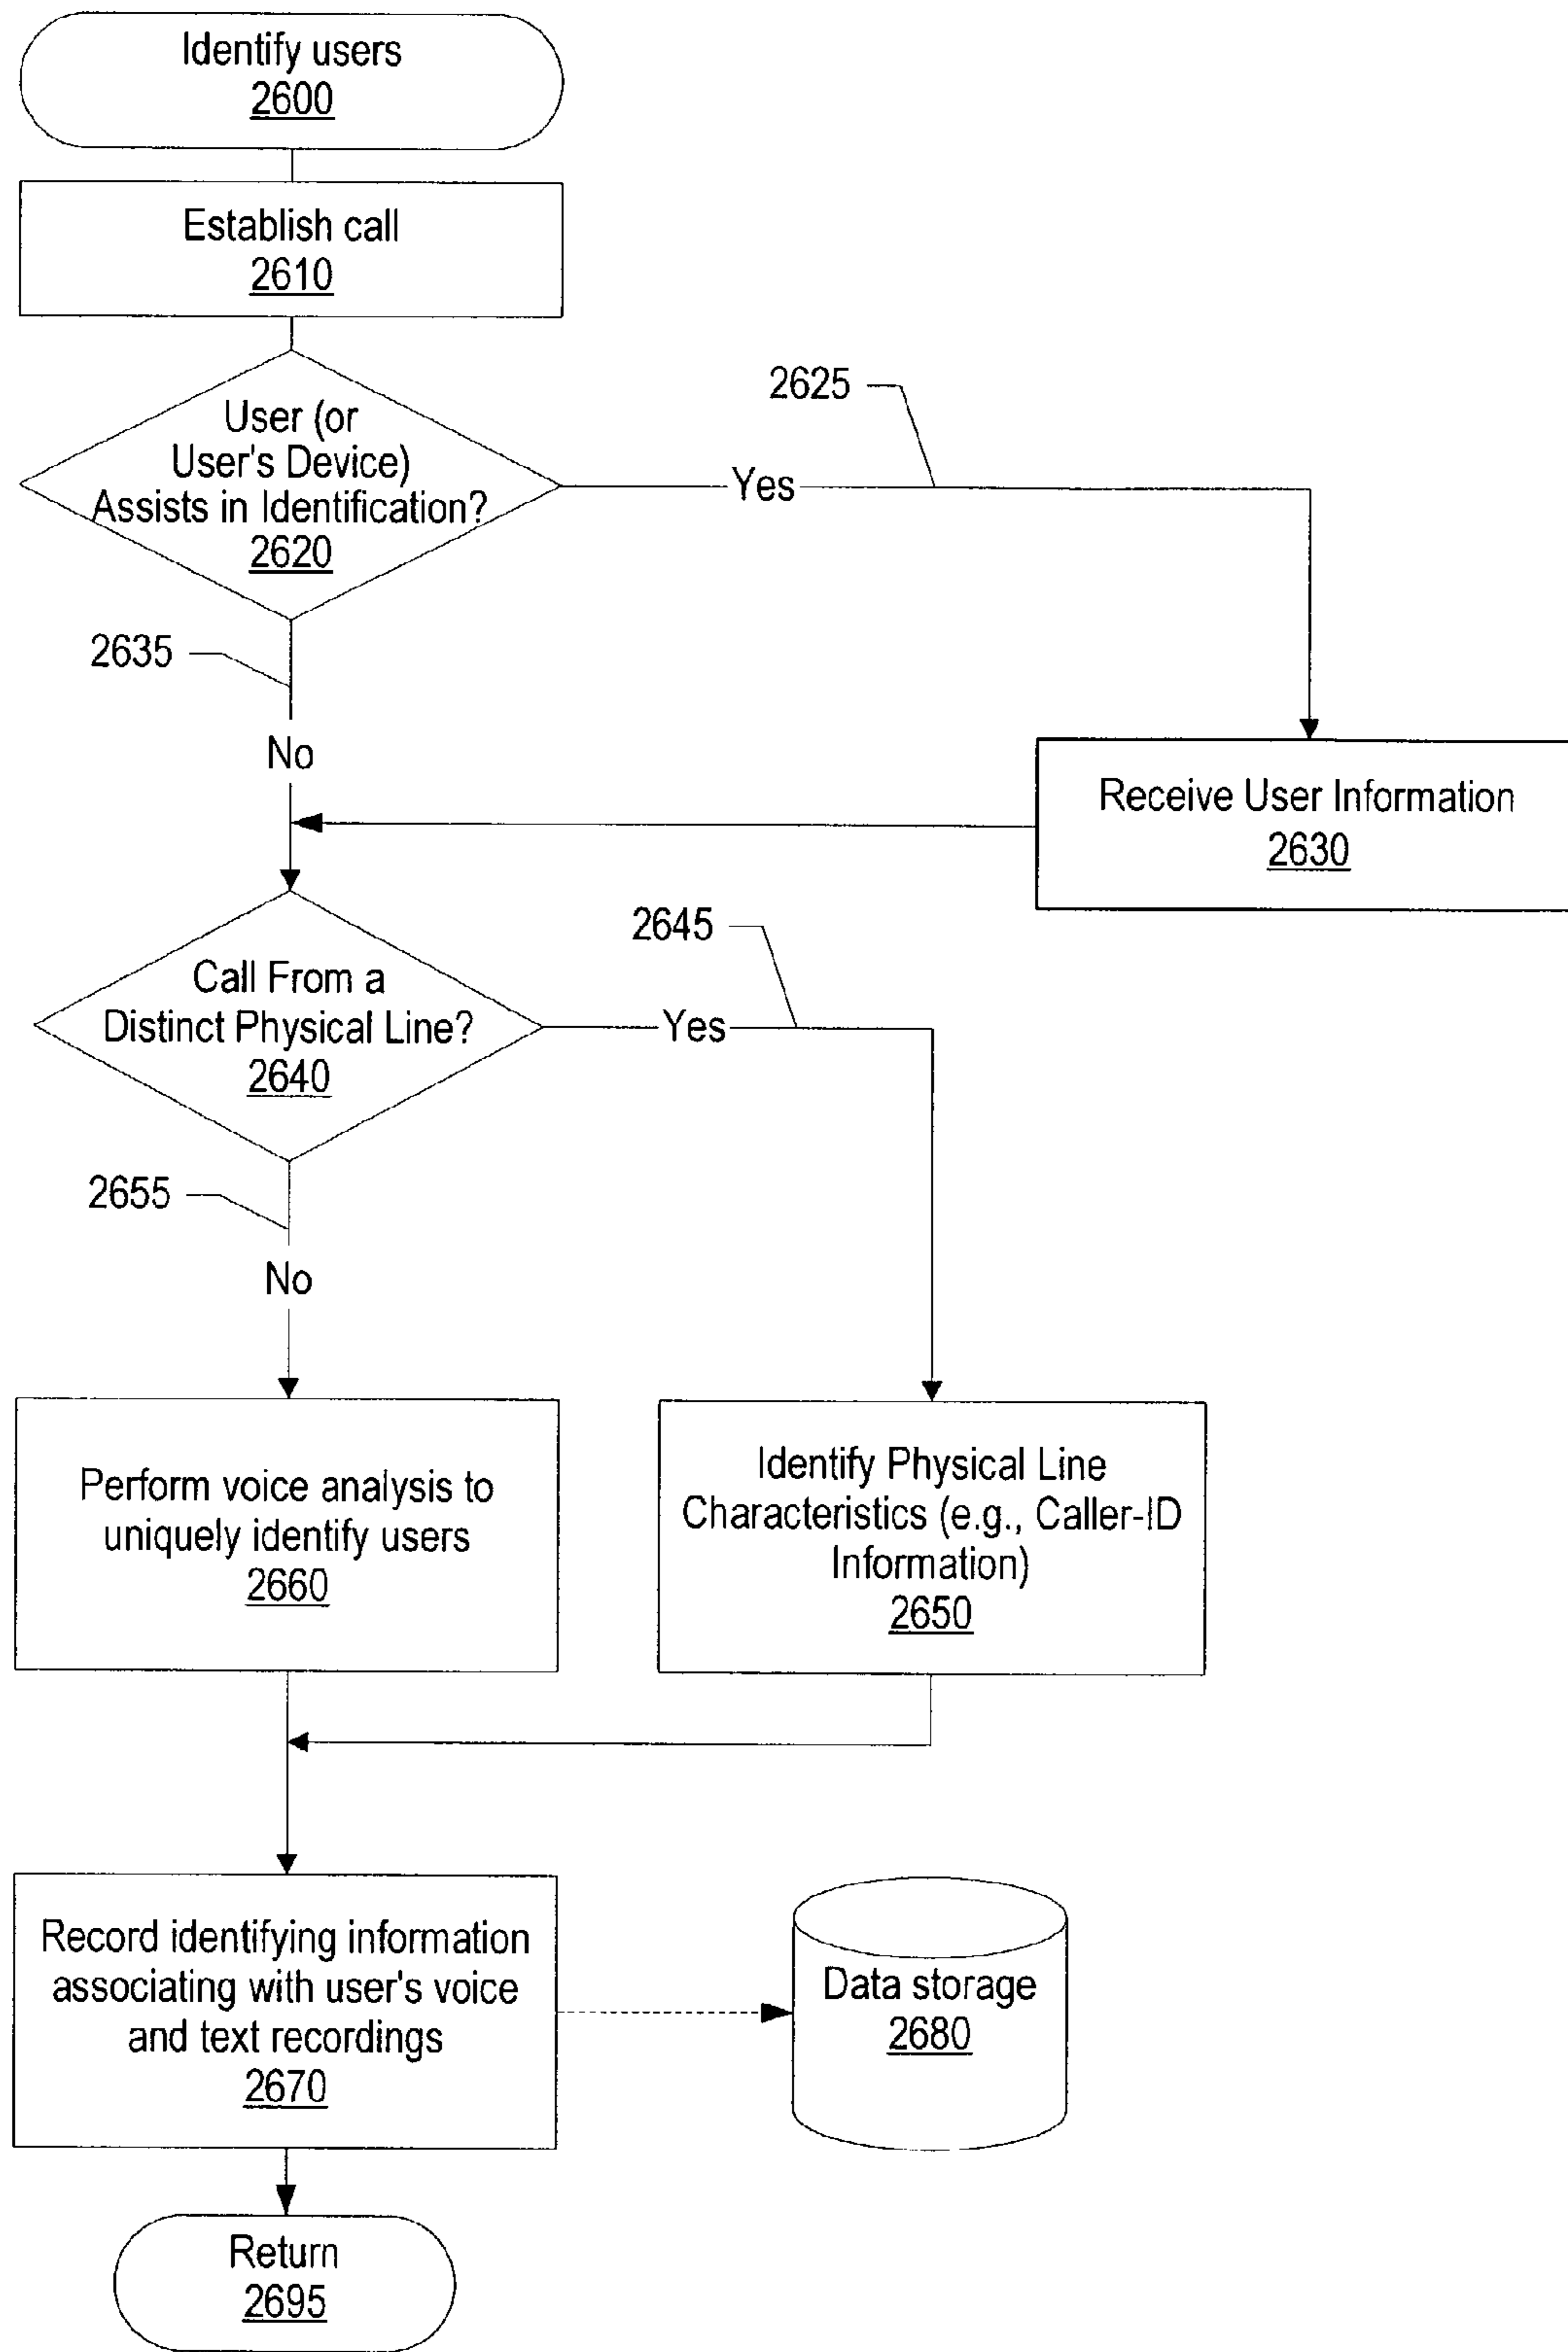 Identify users
2600
Establish call
2610
User (or
User's Device)
Assists in Identification?
2620
2625
Yes
2635
No
Receive User Information
2630
Call From a
Distinct Physical Line?
2640
2645
Yes
2655
No
Perform voice analysis to
uniquely identify users
2660
Identify Physical Line
Characteristics (e.g., Caller-ID
Information)
2650
Record identifying information
associating with user's voice
and text recordings
2670
Data storage
2680
Return
2695